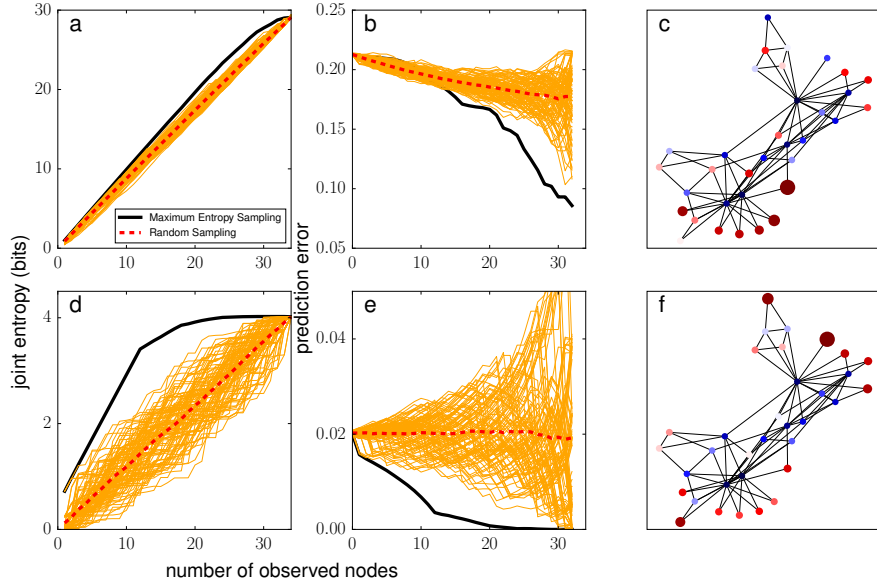 a
b
c
30
20
10
0
0
10
20
30
Maximum Entropy Sampling
Random Sampling
0.25
0.20
0.15
0.10
0.05
0
10
20
30
joint entropy (bits)
prediction error
d
e
f
4
2
0
0
10
20
30
0.04
0.02
0.00
0
10
20
30
number of observed nodes